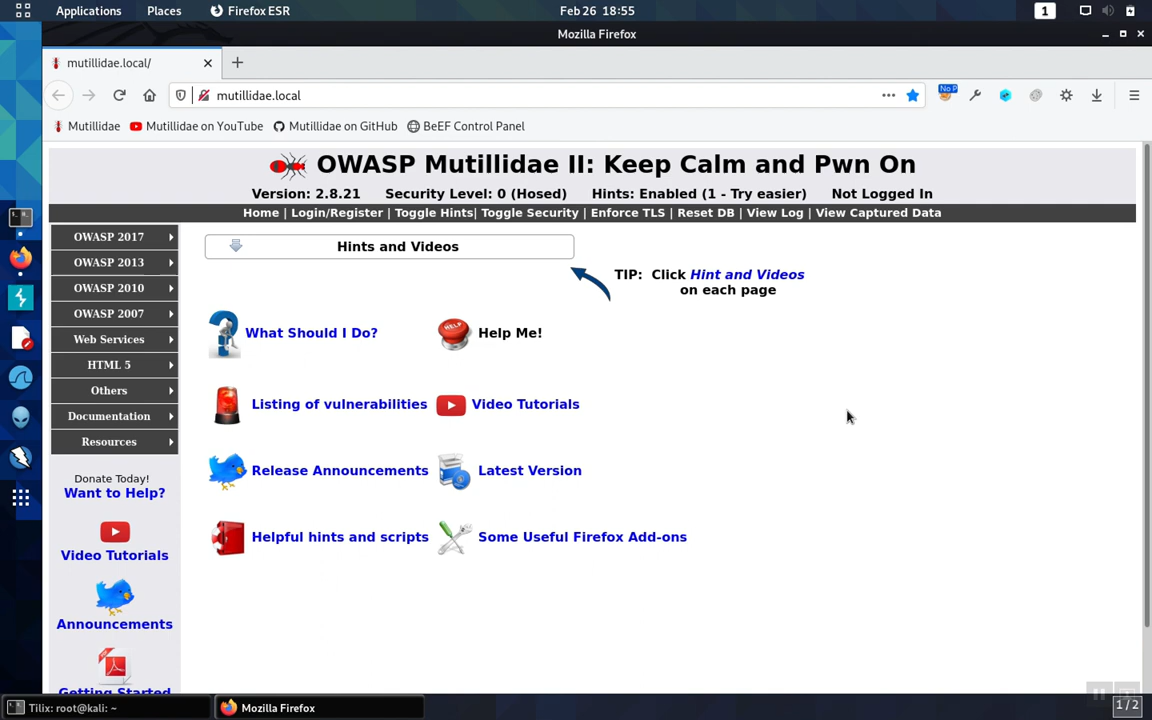 Applications Places Firefox ESR Feb 26 18:55 1
Mozilla Firefox
mutillidae.local/
mutillidae.local No P
Mutillidae Mutillidae on YouTube Mutillidae on GitHub BeEF Control Panel
OWASP Mutillidae II: Keep Calm and Pwn On
Version: 2.8.21 Security Level: 0 (Hosed) Hints: Enabled (1 - Try easier) Not Logged In
Home | Login/Register | Toggle Hints| Toggle Security | Enforce TLS | Reset DB | View Log | View Captured Data
OWASP 2017
OWASP 2013
OWASP 2010
OWASP 2007
Web Services
HTML 5
Others
Documentation
Resources
Donate Today!
Want to Help?
Video Tutorials
Announcements
Getting Started
Hints and Videos
TIP: Click Hint and Videos
on each page
What Should I Do? HELP Help Me!
Listing of vulnerabilities Video Tutorials
Release Announcements Latest Version
Helpful hints and scripts Some Useful Firefox Add-ons
Tilix: root@kali: ~ Mozilla Firefox 1/2